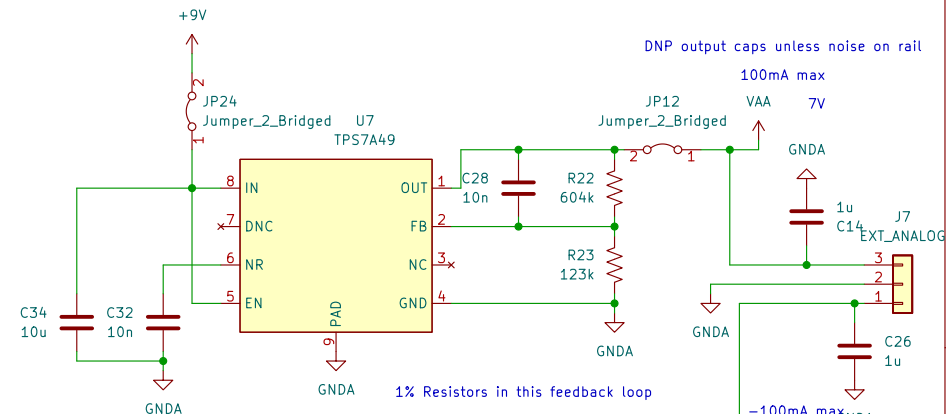 +9V
DNP output caps unless noise on rail
100mA max
2
JP24
JP12
VAA
7V
Jumper_2_Bridged
U7
Jumper_2_Bridged
1
TPS7A49
2
1
GNDA
8
IN
OUT
1
C28
10n
R22
604k
1u
C14
J7
EXT_ANALOG
7
DNC
FB
2
6
NR
NC
3
R23
123k
3
2
1
5
EN
GND
4
C34
10u
C32
10n
PAD
9
GNDA
GNDA
C26
1u
GNDA
1% Resistors in this feedback loop
GNDA
-100mA max